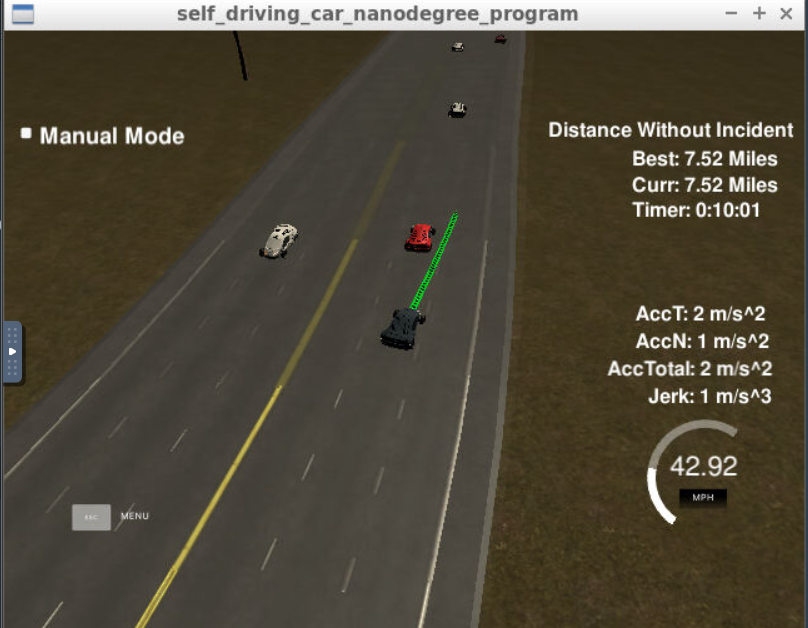 self_driving_car_nanodegree_program
Manual Mode
Distance Without Incident
Best: 7.52 Miles
Curr: 7.52 Miles
Timer: 0:10:01
AccT: 2 m/s^2
AccN: 1 m/s^2
AccTotal: 2 m/s^2
Jerk: 1 m/s^3
42.92
MPH
ESC MENU